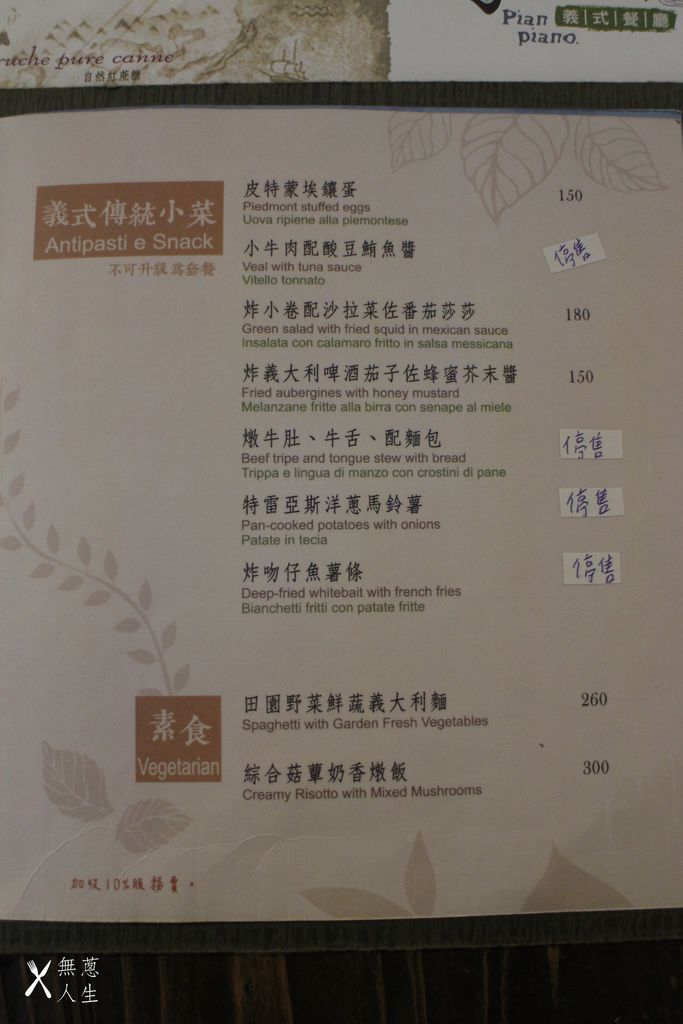 ruche pure canne
自然紅蔗糖
Pian 義式餐廳
piano.
義式傳統小菜
Antipasti e Snack
不可升級為套餐
皮特蒙埃鑲蛋
Piedmont stuffed eggs
Uova ripiene alla piemontese
150
小牛肉配酸豆鮪魚醬
Veal with tuna sauce
Vitello tonnato
停售
炸小卷配沙拉菜佐番茄莎莎
Green salad with fried squid in mexican sauce
Insalata con calamaro fritto in salsa messicana
180
炸義大利啤酒茄子佐蜂蜜芥末醬
Fried aubergines with honey mustard
Melanzane fritte alla birra con senape al miele
150
燉牛肚、牛舌、配麵包
Beef tripe and tongue stew with bread
Trippa e lingua di manzo con crostini di pane
停售
特雷亞斯洋蔥馬鈴薯
Pan-cooked potatoes with onions
Patate in tecia
停售
炸吻仔魚薯條
Deep-fried whitebait with french fries
Bianchetti fritti con patate fritte
停售
素食
Vegetarian
田園野菜鮮蔬義大利麵
Spaghetti with Garden Fresh Vegetables
260
綜合菇蕈奶香燉飯
Creamy Risotto with Mixed Mushrooms
300
加收10%服務費。
無蔥
人生